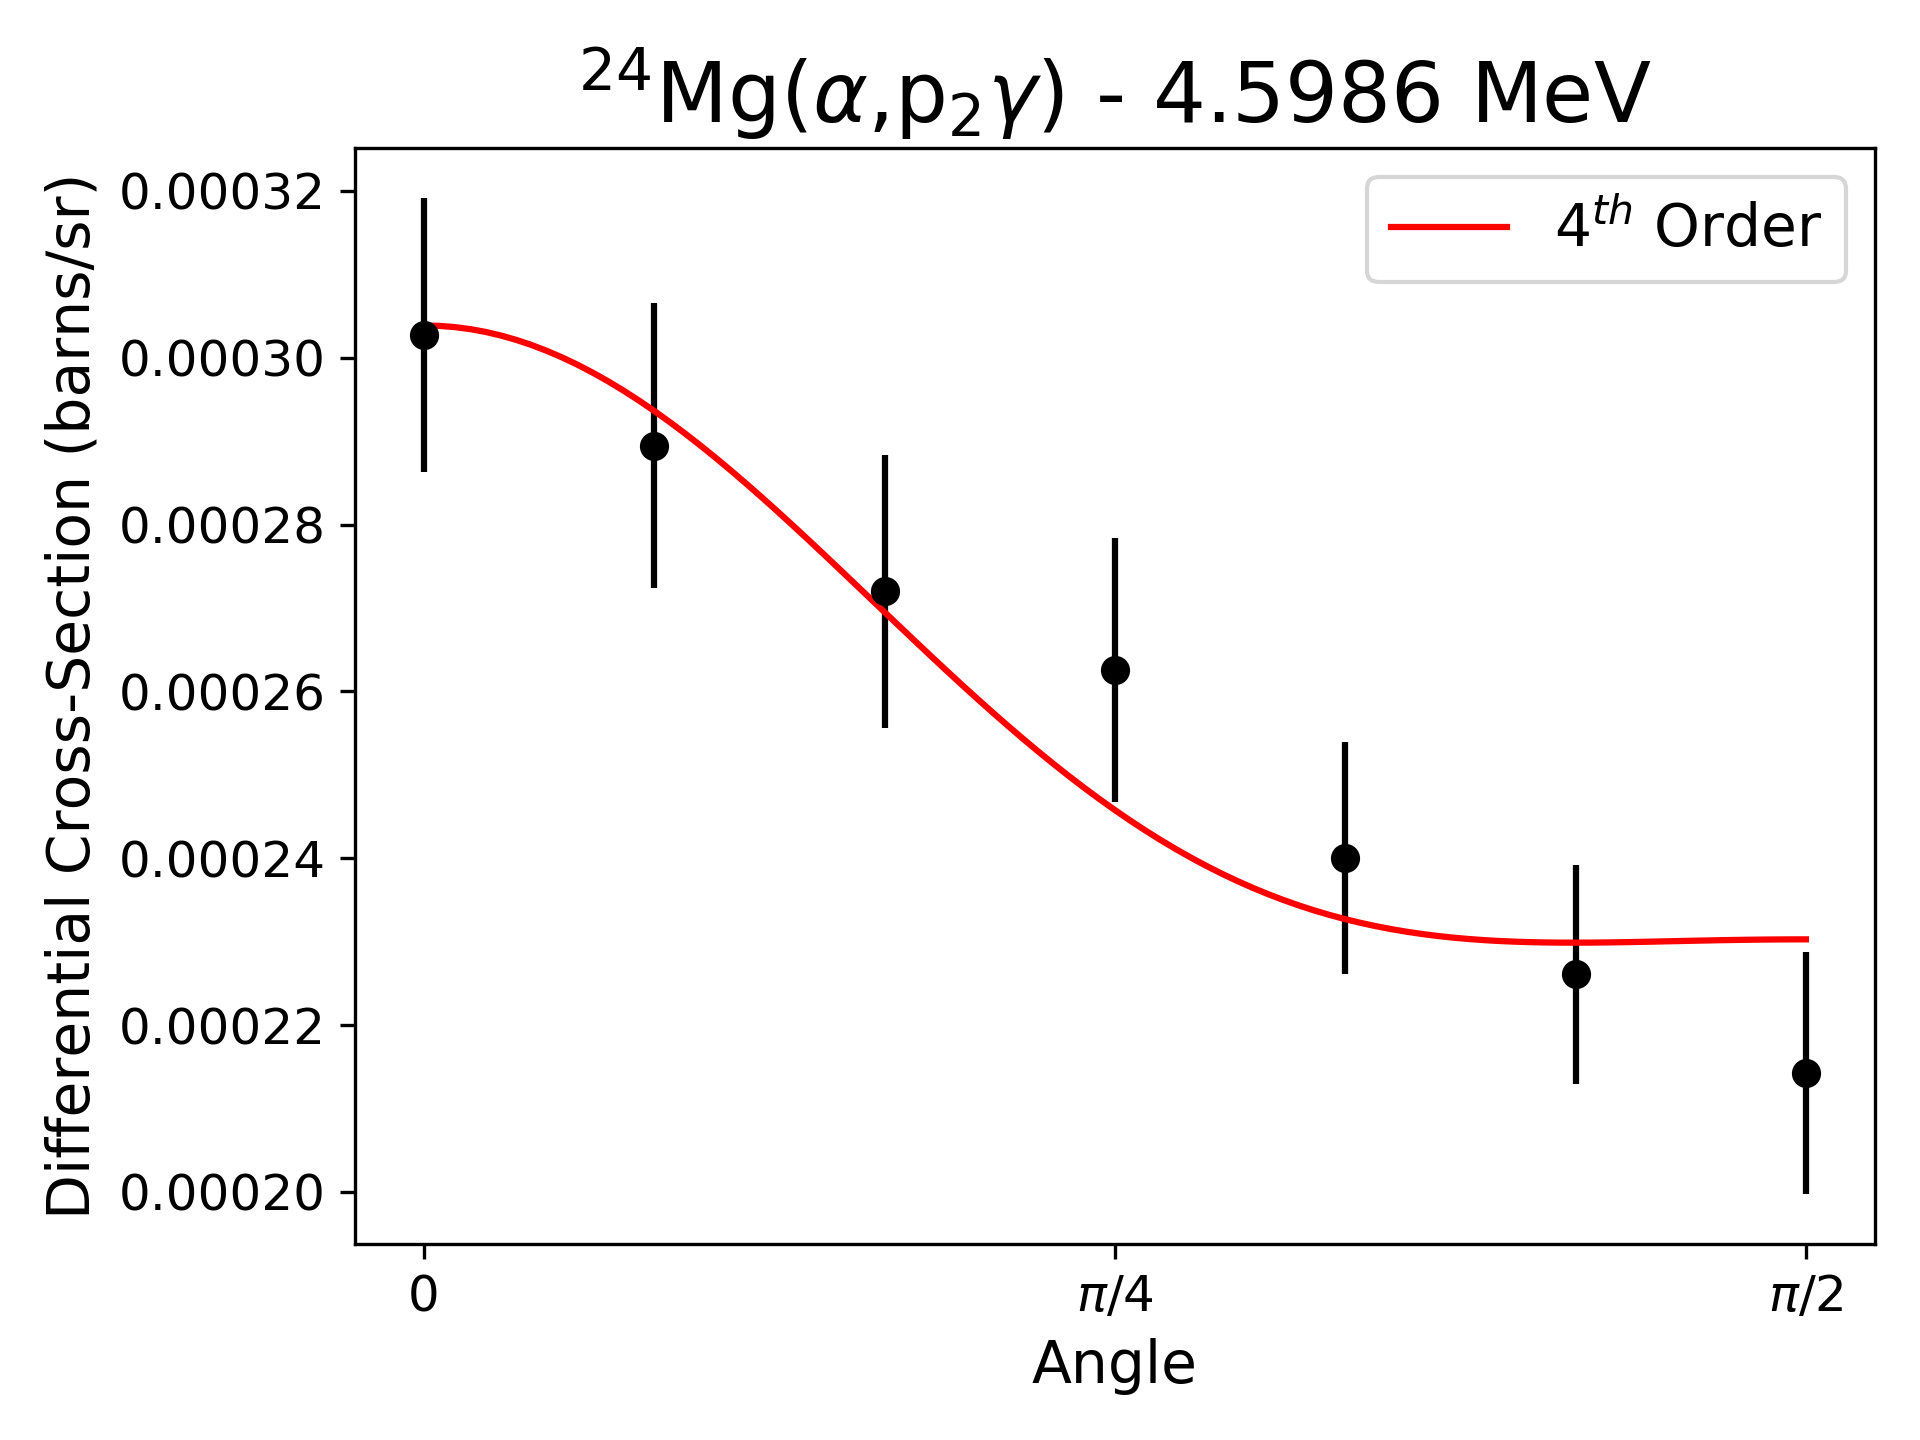 ²⁴Mg(α,p₂γ) - 4.5986 MeV
4ᵗʰ Order
Differential Cross-Section (barns/sr)
0.00032
0.00030
0.00028
0.00026
0.00024
0.00022
0.00020
0 π/4 π/2
Angle